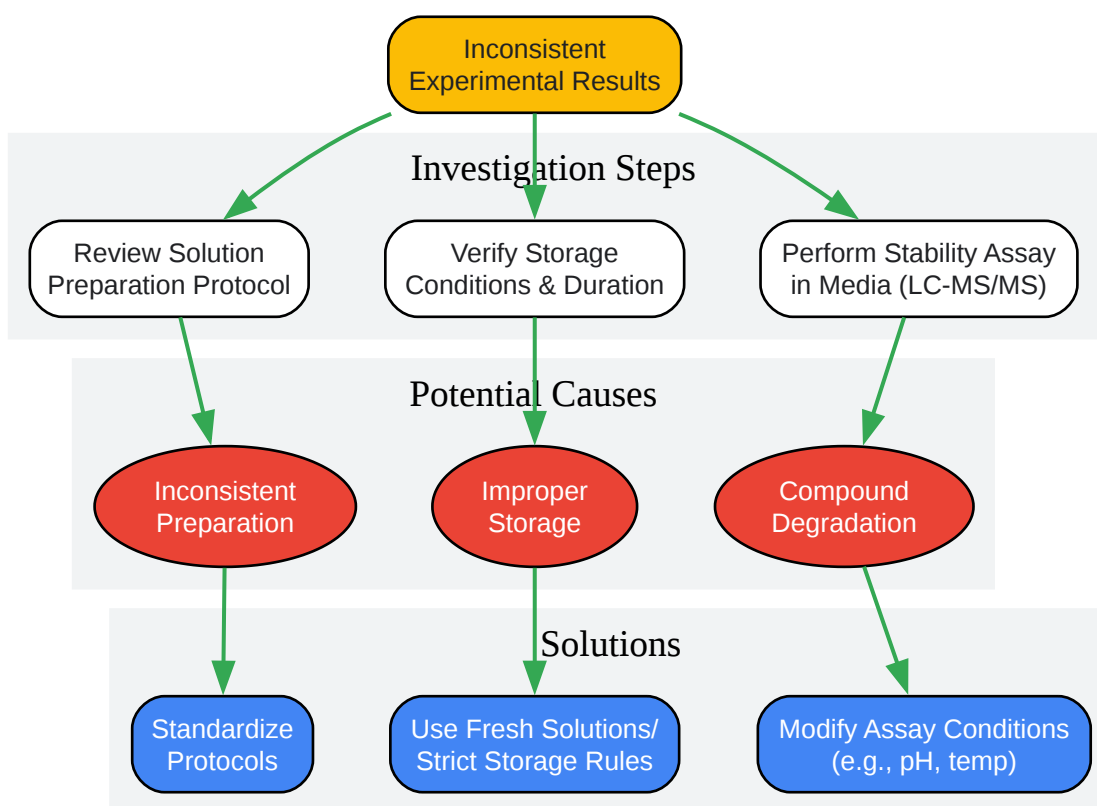 Inconsistent
Experimental Results
Investigation Steps
Review Solution
Preparation Protocol
Verify Storage
Conditions & Duration
Perform Stability Assay
in Media (LC-MS/MS)
Potential Causes
Inconsistent
Preparation
Improper
Storage
Compound
Degradation
Solutions
Standardize
Protocols
Use Fresh Solutions/
Strict Storage Rules
Modify Assay Conditions
(e.g., pH, temp)